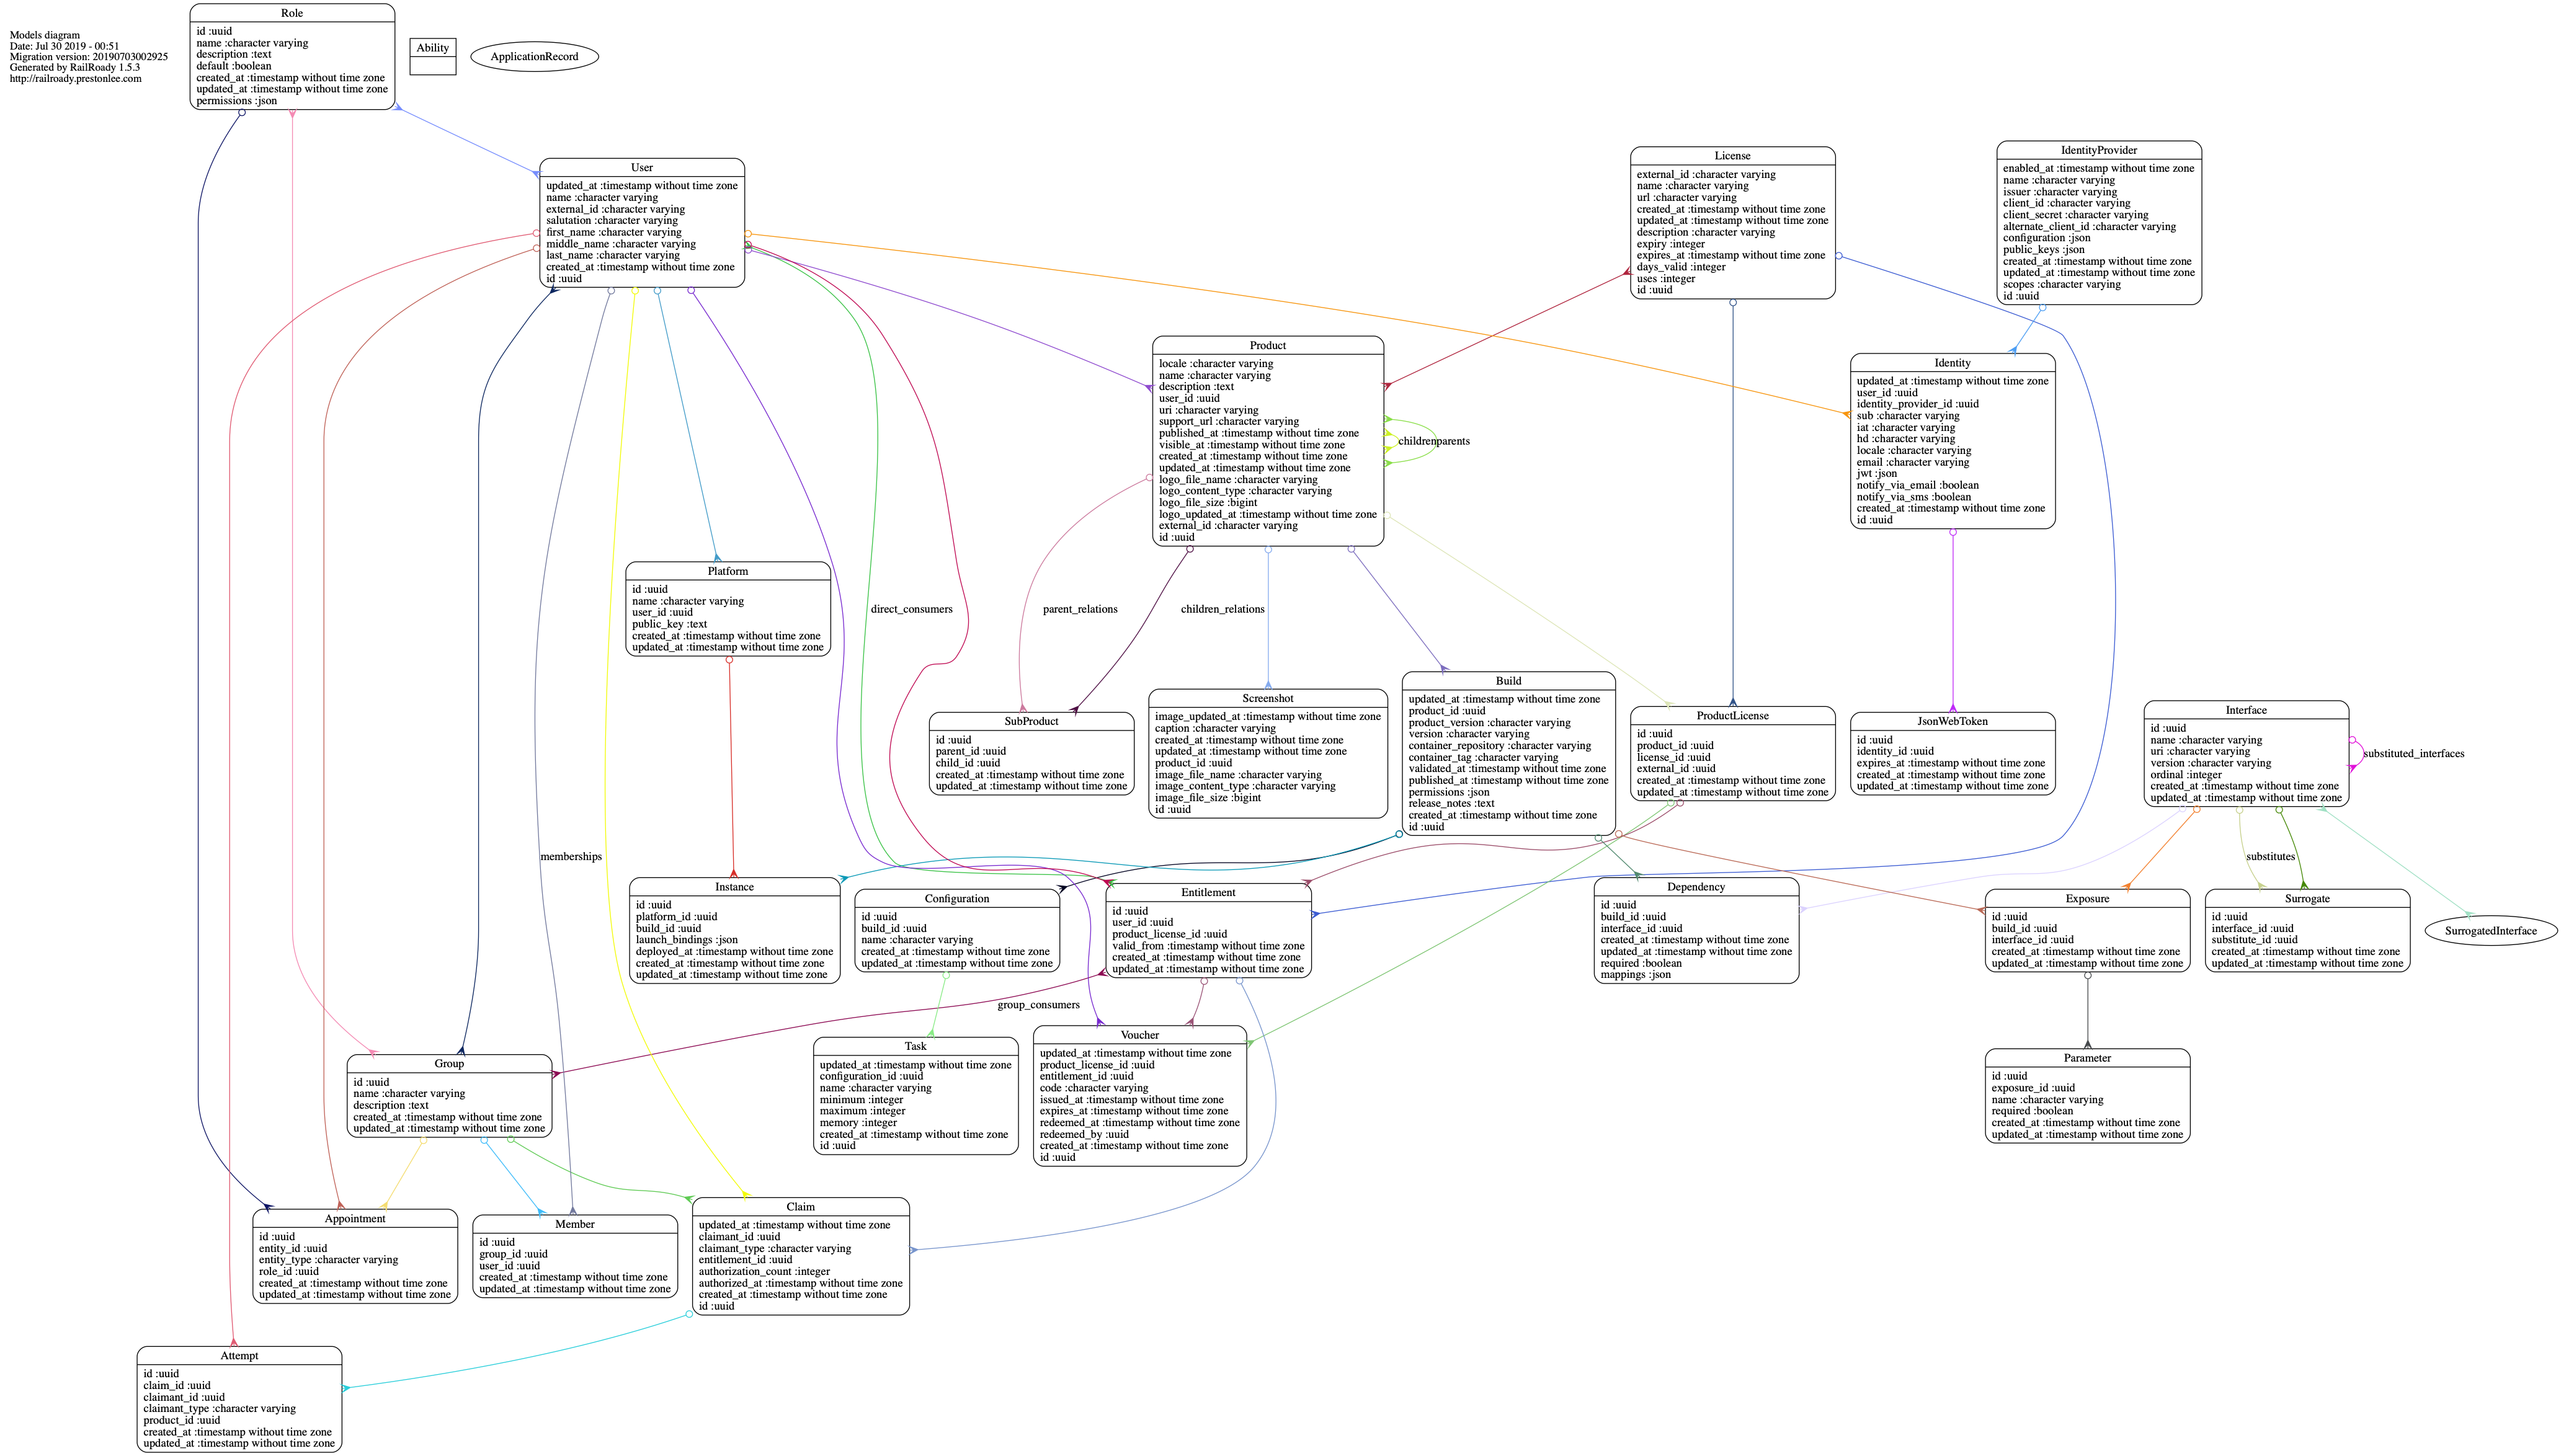 Models diagram
Date: Jul 30 2019 - 00:51
Migration version: 20190703002925
Generated by RailRoady 1.5.3
http://railroady.prestonlee.com
Role
id :uuid
name :character varying
description :text
default :boolean
created_at :timestamp without time zone
updated_at :timestamp without time zone
permissions :json
Ability
ApplicationRecord
User
updated_at :timestamp without time zone
name :character varying
external_id :character varying
salutation :character varying
first_name :character varying
middle_name :character varying
last_name :character varying
created_at :timestamp without time zone
id :uuid
License
external_id :character varying
name :character varying
url :character varying
created_at :timestamp without time zone
updated_at :timestamp without time zone
description :character varying
expiry :integer
expires_at :timestamp without time zone
days_valid :integer
uses :integer
id :uuid
IdentityProvider
enabled_at :timestamp without time zone
name :character varying
issuer :character varying
client_id :character varying
client_secret :character varying
alternate_client_id :character varying
configuration :json
public_keys :json
created_at :timestamp without time zone
updated_at :timestamp without time zone
scopes :character varying
id :uuid
Product
locale :character varying
name :character varying
description :text
user_id :uuid
uri :character varying
support_url :character varying
published_at :timestamp without time zone
visible_at :timestamp without time zone
created_at :timestamp without time zone
updated_at :timestamp without time zone
logo_file_name :character varying
logo_content_type :character varying
logo_file_size :bigint
logo_updated_at :timestamp without time zone
external_id :character varying
id :uuid
children
parents
Identity
updated_at :timestamp without time zone
user_id :uuid
identity_provider_id :uuid
sub :character varying
iat :character varying
hd :character varying
locale :character varying
email :character varying
jwt :json
notify_via_email :boolean
notify_via_sms :boolean
created_at :timestamp without time zone
id :uuid
Platform
id :uuid
name :character varying
user_id :uuid
public_key :text
created_at :timestamp without time zone
updated_at :timestamp without time zone
direct_consumers
parent_relations
children_relations
SubProduct
id :uuid
parent_id :uuid
child_id :uuid
created_at :timestamp without time zone
updated_at :timestamp without time zone
Screenshot
image_updated_at :timestamp without time zone
caption :character varying
created_at :timestamp without time zone
updated_at :timestamp without time zone
product_id :uuid
image_file_name :character varying
image_content_type :character varying
image_file_size :bigint
id :uuid
Build
updated_at :timestamp without time zone
product_id :uuid
product_version :character varying
version :character varying
container_repository :character varying
container_tag :character varying
validated_at :timestamp without time zone
published_at :timestamp without time zone
permissions :json
release_notes :text
created_at :timestamp without time zone
id :uuid
ProductLicense
id :uuid
product_id :uuid
license_id :uuid
external_id :uuid
created_at :timestamp without time zone
updated_at :timestamp without time zone
JsonWebToken
id :uuid
identity_id :uuid
expires_at :timestamp without time zone
created_at :timestamp without time zone
updated_at :timestamp without time zone
Interface
id :uuid
name :character varying
uri :character varying
version :character varying
ordinal :integer
created_at :timestamp without time zone
updated_at :timestamp without time zone
substituted_interfaces
memberships
substitutes
Instance
id :uuid
platform_id :uuid
build_id :uuid
launch_bindings :json
deployed_at :timestamp without time zone
created_at :timestamp without time zone
updated_at :timestamp without time zone
Configuration
id :uuid
build_id :uuid
name :character varying
created_at :timestamp without time zone
updated_at :timestamp without time zone
Entitlement
id :uuid
user_id :uuid
product_license_id :uuid
valid_from :timestamp without time zone
created_at :timestamp without time zone
updated_at :timestamp without time zone
Dependency
id :uuid
build_id :uuid
interface_id :uuid
created_at :timestamp without time zone
updated_at :timestamp without time zone
required :boolean
mappings :json
Exposure
id :uuid
build_id :uuid
interface_id :uuid
created_at :timestamp without time zone
updated_at :timestamp without time zone
Surrogate
id :uuid
interface_id :uuid
substitute_id :uuid
created_at :timestamp without time zone
updated_at :timestamp without time zone
SurrogatedInterface
group_consumers
Group
id :uuid
name :character varying
description :text
created_at :timestamp without time zone
updated_at :timestamp without time zone
Task
updated_at :timestamp without time zone
configuration_id :uuid
name :character varying
minimum :integer
maximum :integer
memory :integer
created_at :timestamp without time zone
id :uuid
Voucher
updated_at :timestamp without time zone
product_license_id :uuid
entitlement_id :uuid
code :character varying
issued_at :timestamp without time zone
expires_at :timestamp without time zone
redeemed_at :timestamp without time zone
redeemed_by :uuid
created_at :timestamp without time zone
id :uuid
Parameter
id :uuid
exposure_id :uuid
name :character varying
required :boolean
created_at :timestamp without time zone
updated_at :timestamp without time zone
Appointment
id :uuid
entity_id :uuid
entity_type :character varying
role_id :uuid
created_at :timestamp without time zone
updated_at :timestamp without time zone
Member
id :uuid
group_id :uuid
user_id :uuid
created_at :timestamp without time zone
updated_at :timestamp without time zone
Claim
updated_at :timestamp without time zone
claimant_id :uuid
claimant_type :character varying
entitlement_id :uuid
authorization_count :integer
authorized_at :timestamp without time zone
created_at :timestamp without time zone
id :uuid
Attempt
id :uuid
claim_id :uuid
claimant_id :uuid
claimant_type :character varying
product_id :uuid
created_at :timestamp without time zone
updated_at :timestamp without time zone